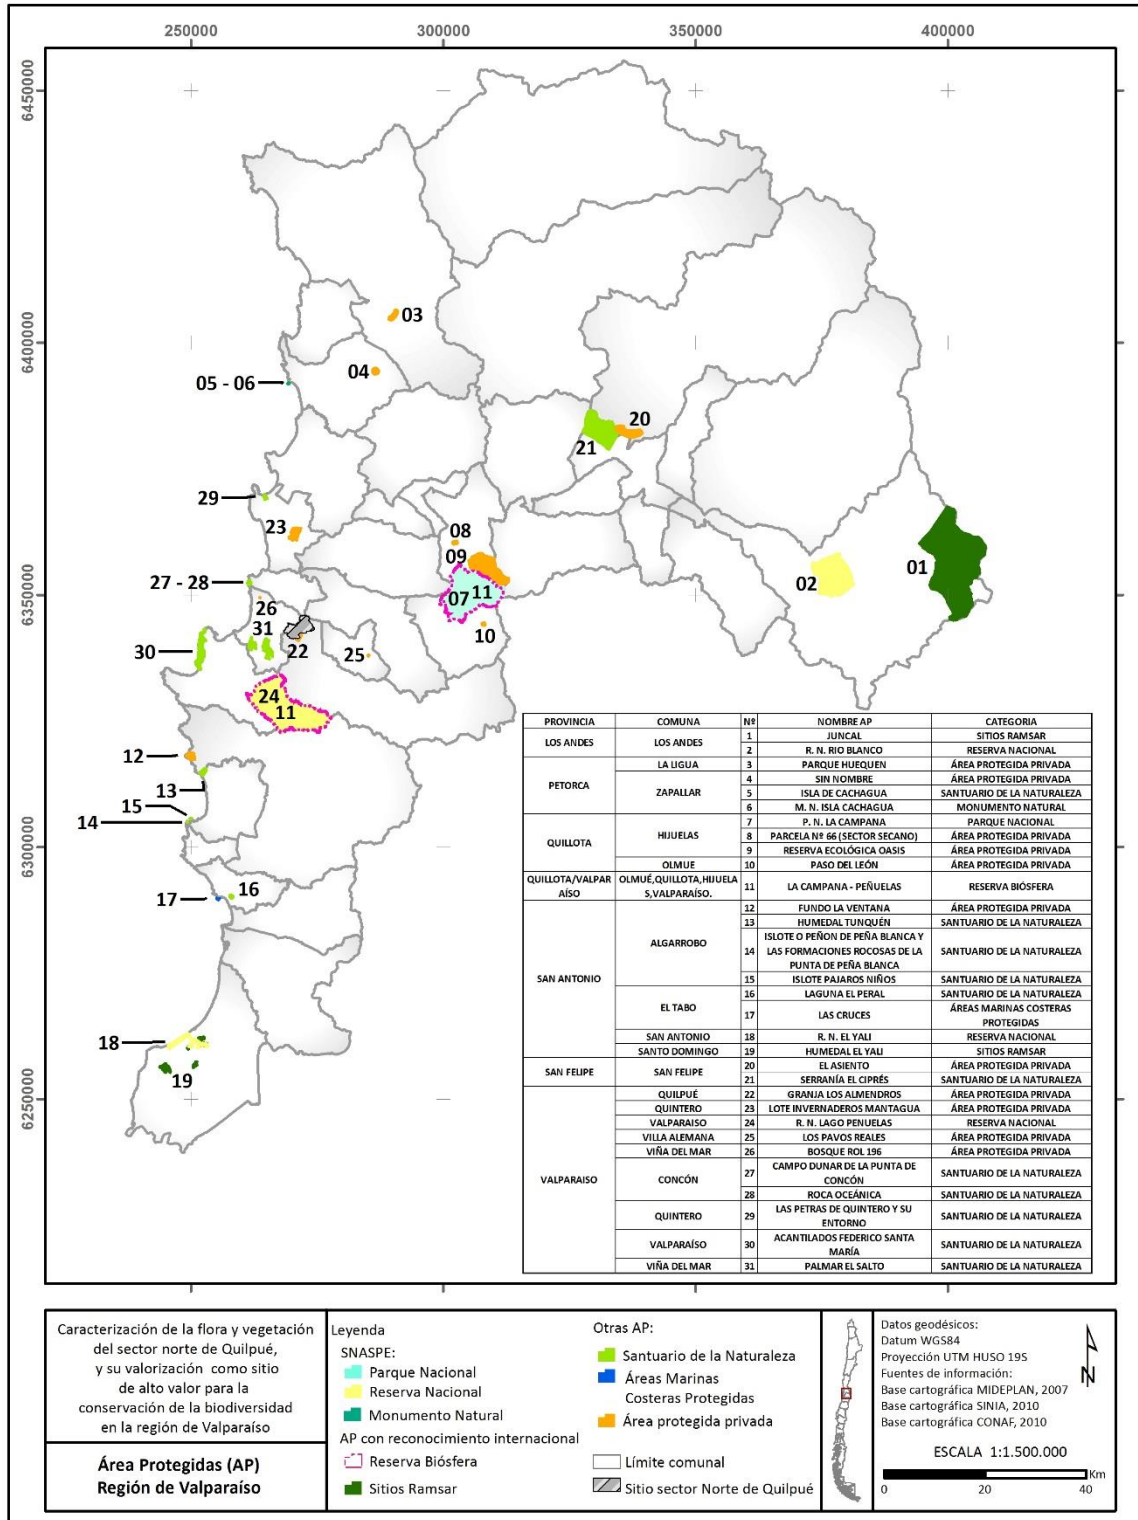 250000 300000 350000 400000
6450000
6400000
6350000
6300000
6250000
03
04
05 - 06
20
21
29
23
08
09
01
02
27 - 28
07 11
26
31
10
30
22
25
24
11
12
13
15
14
16
17
18
19
PROVINCIA COMUNA Nº NOMBRE AP CATEGORIA
LOS ANDES LOS ANDES 1 JUNCAL SITIOS RAMSAR
2 R. N. RIO BLANCO RESERVA NACIONAL
PETORCA LA LIGUA 3 PARQUE HUEQUEN ÁREA PROTEGIDA PRIVADA
ZAPALLAR 4 SIN NOMBRE ÁREA PROTEGIDA PRIVADA
5 ISLA DE CACHAGUA SANTUARIO DE LA NATURALEZA
6 M. N. ISLA CACHAGUA MONUMENTO NATURAL
QUILLOTA HIJUELAS 7 P. N. LA CAMPANA PARQUE NACIONAL
8 PARCELA Nº 66 (SECTOR SECANO) ÁREA PROTEGIDA PRIVADA
9 RESERVA ECOLÓGICA OASIS ÁREA PROTEGIDA PRIVADA
OLMUE 10 PASO DEL LEÓN ÁREA PROTEGIDA PRIVADA
QUILLOTA/VALPAR OLMUÉ,QUILLOTA,HIJUELA
AÍSO S,VALPARAÍSO. 11 LA CAMPANA - PEÑUELAS RESERVA BIÓSFERA
SAN ANTONIO ALGARROBO 12 FUNDO LA VENTANA ÁREA PROTEGIDA PRIVADA
13 HUMEDAL TUNQUÉN SANTUARIO DE LA NATURALEZA
ISLOTE O PEÑON DE PEÑA BLANCA Y
14 LAS FORMACIONES ROCOSAS DE LA SANTUARIO DE LA NATURALEZA
PUNTA DE PEÑA BLANCA
15 ISLOTE PAJAROS NIÑOS SANTUARIO DE LA NATURALEZA
EL TABO 16 LAGUNA EL PERAL SANTUARIO DE LA NATURALEZA
17 LAS CRUCES ÁREAS MARINAS COSTERAS
PROTEGIDAS
SAN ANTONIO 18 R. N. EL YALI RESERVA NACIONAL
SANTO DOMINGO 19 HUMEDAL EL YALI SITIOS RAMSAR
SAN FELIPE SAN FELIPE 20 EL ASIENTO ÁREA PROTEGIDA PRIVADA
21 SERRANÍA EL CIPRÉS SANTUARIO DE LA NATURALEZA
VALPARAISO QUILPUÉ 22 GRANJA LOS ALMENDROS ÁREA PROTEGIDA PRIVADA
QUINTERO 23 LOTE INVERNADEROS MANTAGUA ÁREA PROTEGIDA PRIVADA
VALPARAISO 24 R. N. LAGO PENUELAS RESERVA NACIONAL
VILLA ALEMANA 25 LOS PAVOS REALES ÁREA PROTEGIDA PRIVADA
VIÑA DEL MAR 26 BOSQUE ROL 196 ÁREA PROTEGIDA PRIVADA
CONCÓN 27 CAMPO DUNAR DE LA PUNTA DE
CONCÓN SANTUARIO DE LA NATURALEZA
28 ROCA OCEÁNICA SANTUARIO DE LA NATURALEZA
QUINTERO 29 LAS PETRAS DE QUINTERO Y SU
ENTORNO SANTUARIO DE LA NATURALEZA
VALPARAÍSO 30 ACANTILADOS FEDERICO SANTA
MARÍA SANTUARIO DE LA NATURALEZA
VIÑA DEL MAR 31 PALMAR EL SALTO SANTUARIO DE LA NATURALEZA
Caracterización de la flora y vegetación
del sector norte de Quilpué,
y su valorización como sitio
de alto valor para la
conservación de la biodiversidad
en la región de Valparaíso
Área Protegidas (AP)
Región de Valparaíso
Leyenda
SNASPE:
Parque Nacional
Reserva Nacional
Monumento Natural
AP con reconocimiento internacional
Reserva Biósfera
Sitios Ramsar
Otras AP:
Santuario de la Naturaleza
Áreas Marinas
Costeras Protegidas
Área protegida privada
Límite comunal
Sitio sector Norte de Quilpué
Datos geodésicos:
Datum WGS84
Proyección UTM HUSO 19S
Fuentes de información:
Base cartográfica MIDEPLAN, 2007
Base cartográfica SINIA, 2010
Base cartográfica CONAF, 2010
N
ESCALA 1:1.500.000
Km
0 20 40